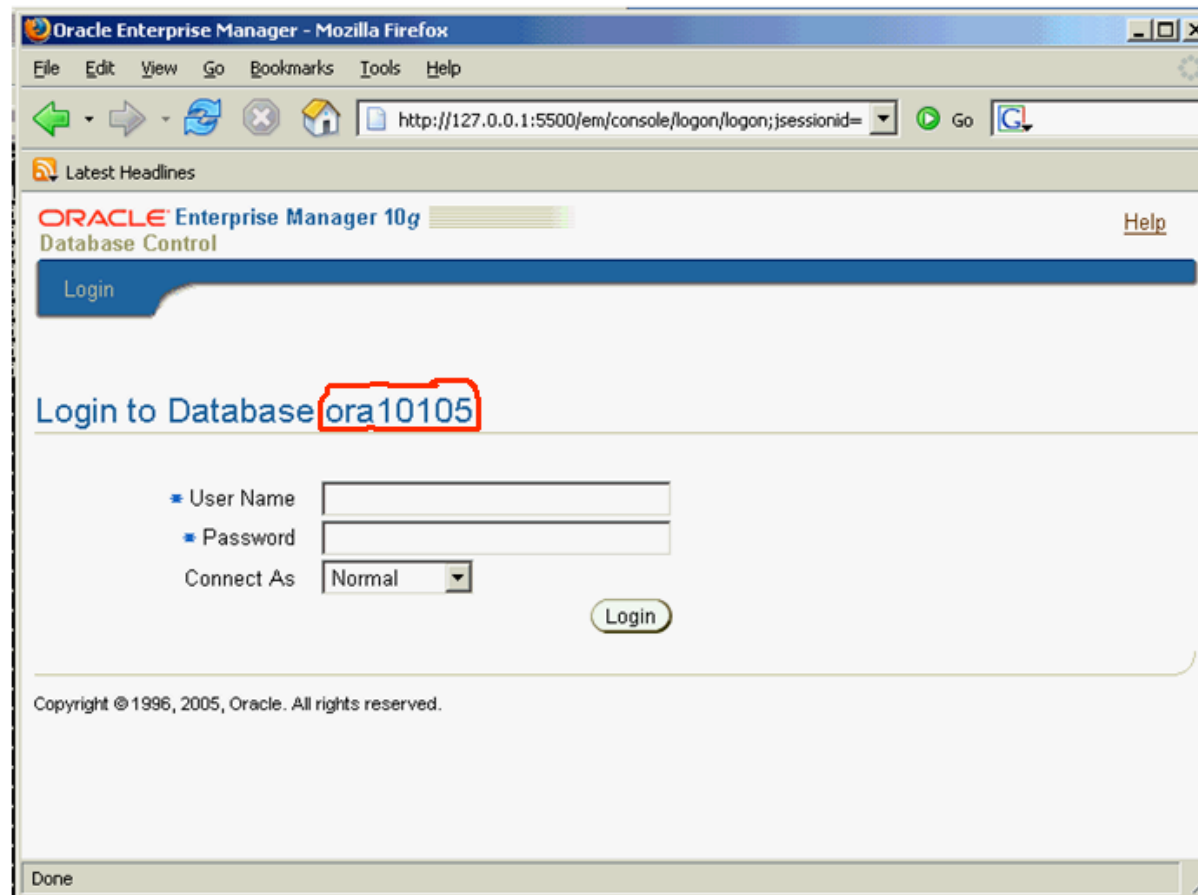 Oracle Enterprise Manager - Mozilla Firefox
File Edit View Go Bookmarks Tools Help
http://127.0.0.1:5500/em/console/logon/logon;jsessionid= Go G
Latest Headlines
ORACLE Enterprise Manager 10g
Database Control
Help
Login
Login to Database ora10105
User Name
Password
Connect As Normal
Login
Copyright © 1996, 2005, Oracle. All rights reserved.
Done